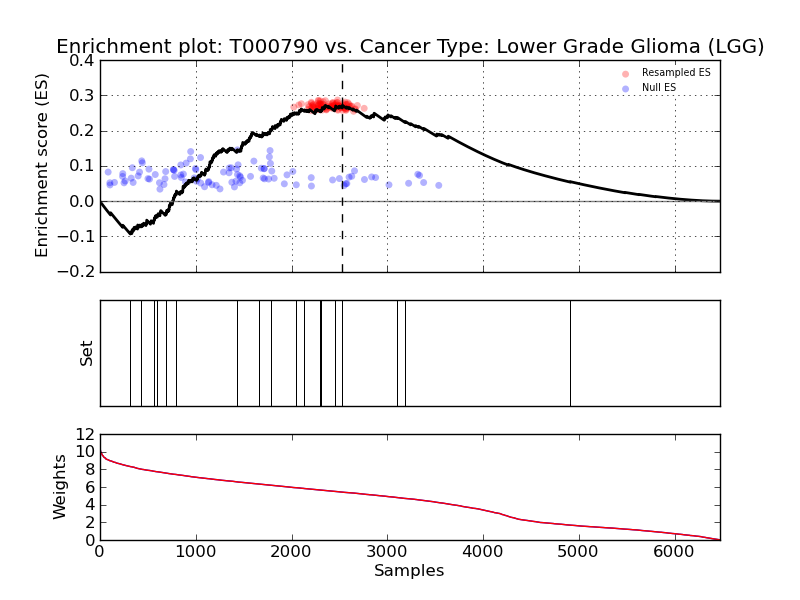 Enrichment plot: T000790 vs. Cancer Type: Lower Grade Glioma (LGG)
Enrichment score (ES)
0.4
0.3
0.2
0.1
0.0
−0.1
−0.2
Resampled ES
Null ES
Set
Weights
12
10
8
6
4
2
0
0 1000 2000 3000 4000 5000 6000
Samples